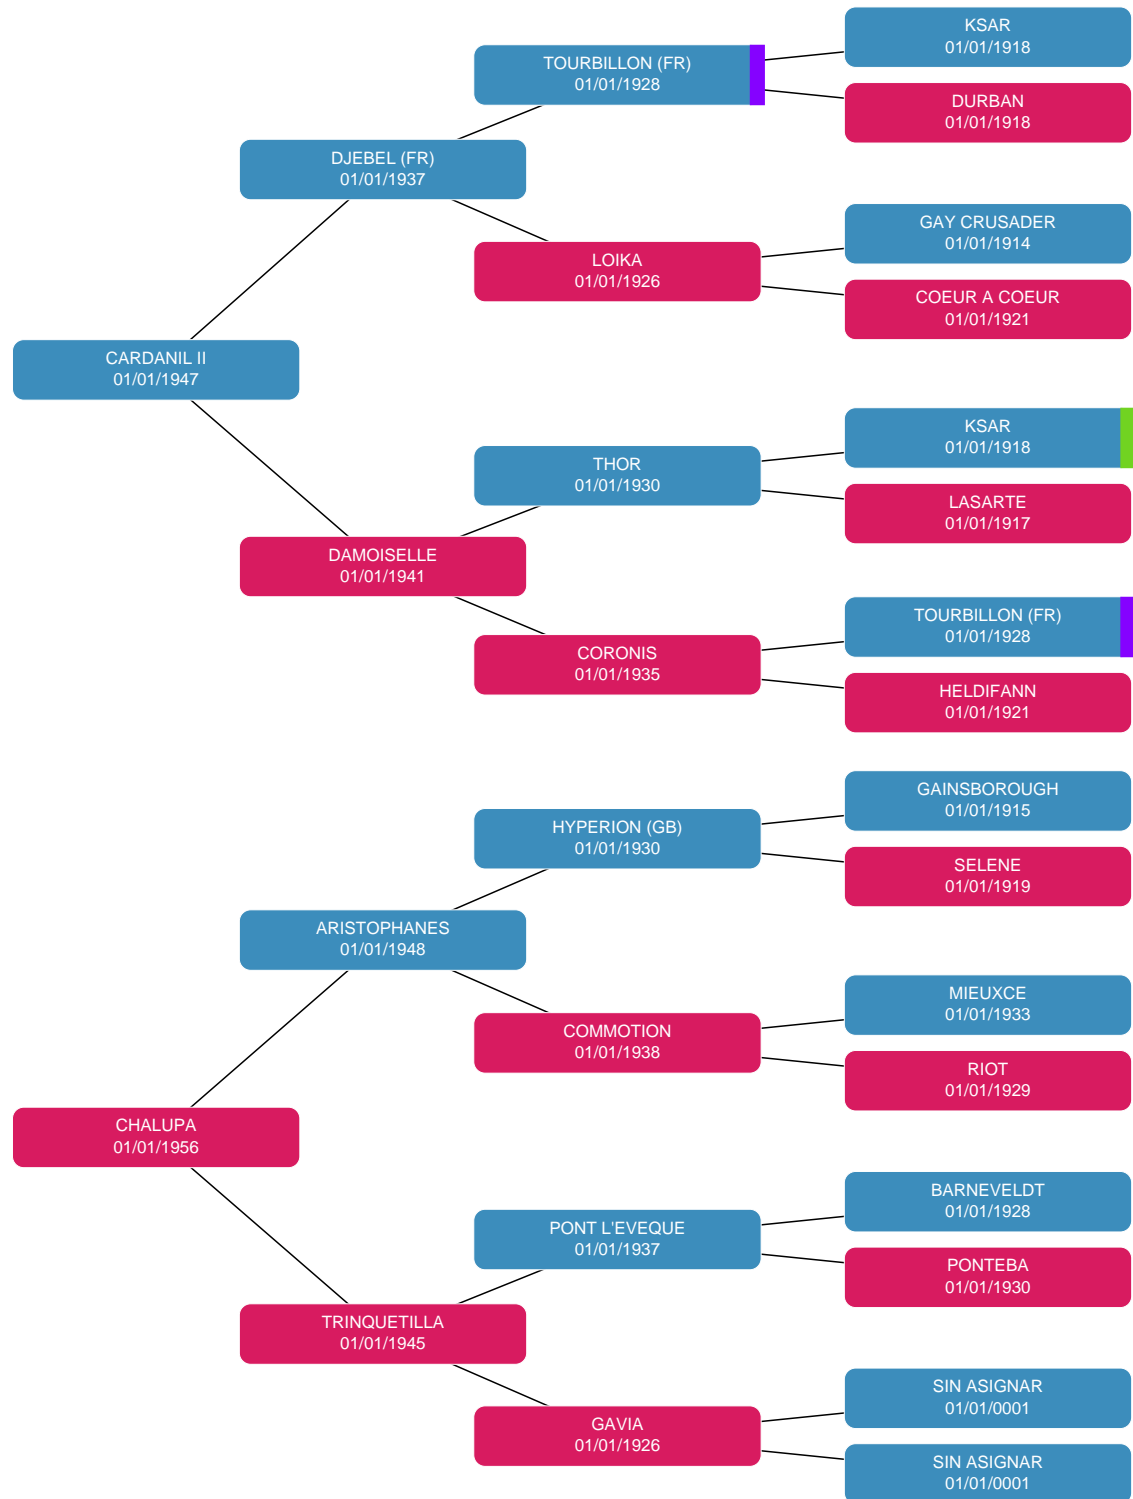 KSAR
01/01/1918
TOURBILLON (FR)
01/01/1928
DURBAN
01/01/1918
DJEBEL (FR)
01/01/1937
GAY CRUSADER
01/01/1914
LOIKA
01/01/1926
COEUR A COEUR
01/01/1921
CARDANIL II
01/01/1947
KSAR
01/01/1918
THOR
01/01/1930
LASARTE
01/01/1917
DAMOISELLE
01/01/1941
TOURBILLON (FR)
01/01/1928
CORONIS
01/01/1935
HELDIFANN
01/01/1921
GAINSBOROUGH
01/01/1915
HYPERION (GB)
01/01/1930
SELENE
01/01/1919
ARISTOPHANES
01/01/1948
MIEUXCE
01/01/1933
COMMOTION
01/01/1938
RIOT
01/01/1929
CHALUPA
01/01/1956
BARNEVELDT
01/01/1928
PONT L'EVEQUE
01/01/1937
PONTEBA
01/01/1930
TRINQUETILLA
01/01/1945
SIN ASIGNAR
01/01/0001
GAVIA
01/01/1926
SIN ASIGNAR
01/01/0001